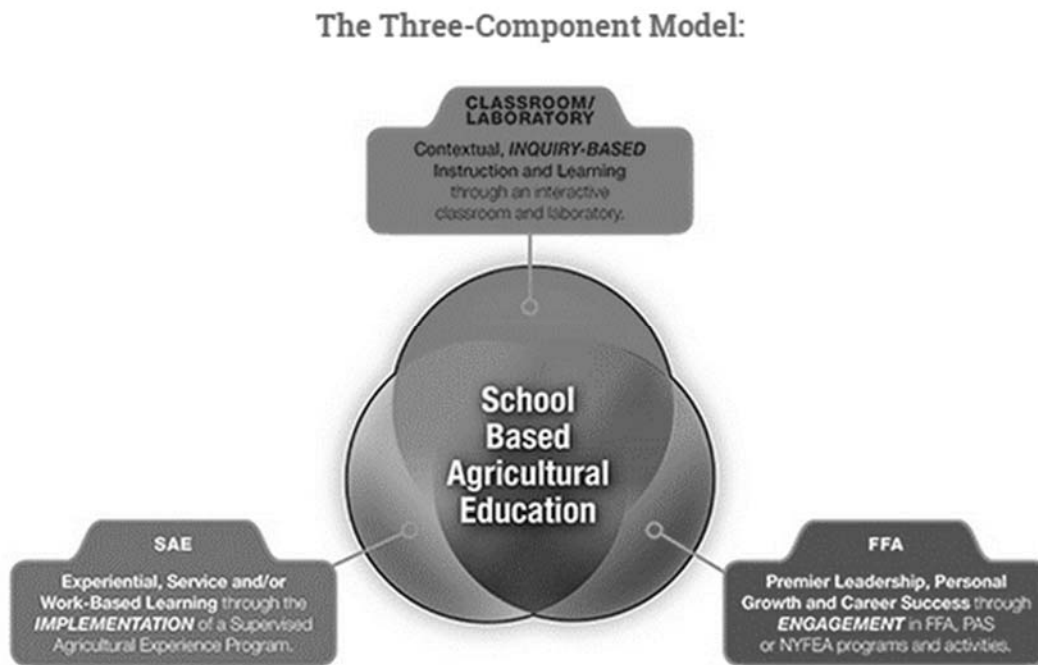 The Three-Component Model:
CLASSROOM/
LABORATORY
Contextual, INQUIRY-BASED
Instruction and Learning
through an interactive
classroom and laboratory.
School
Based
Agricultural
Education
SAE
Experiential, Service and/or
Work-Based Learning through the
IMPLEMENTATION of a Supervised
Agricultural Experience Program.
FFA
Premier Leadership, Personal
Growth and Career Success through
ENGAGEMENT in FFA, PAS
or NYFEA programs and activities.